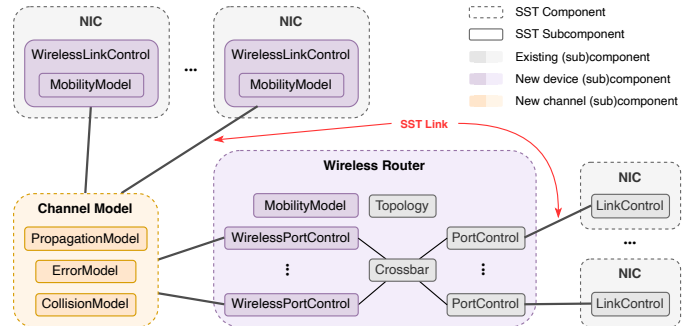 NIC
WirelessLinkControl
MobilityModel
...
NIC
WirelessLinkControl
MobilityModel
SST Component
SST Subcomponent
Existing (sub)component
New device (sub)component
New channel (sub)component
SST Link
Channel Model
PropagationModel
ErrorModel
CollisionModel
Wireless Router
MobilityModel
Topology
WirelessPortControl
PortControl
Crossbar
WirelessPortControl
PortControl
NIC
LinkControl
...
NIC
LinkControl